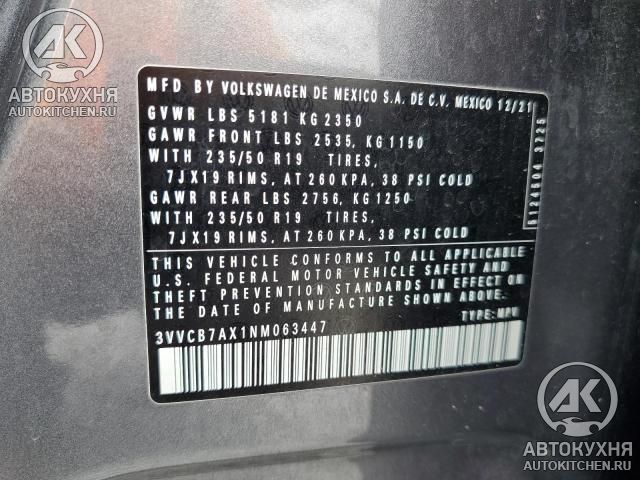 АК
АВТОКУХНЯ
AUTOKITCHEN.RU
MFD BY VOLKSWAGEN DE MEXICO S.A. DE C.V. MEXICO 12/21
GVWR LBS 5181 KG 2350
GAWR FRONT LBS 2535, KG 1150
WITH 235/50 R19 TIRES,
7JX19 RIMS, AT 260 KPA, 38 PSI COLD
GAWR REAR LBS 2756, KG 1250
WITH 235/50 R19 TIRES,
7JX19 RIMS, AT 260 KPA, 38 PSI COLD
THIS VEHICLE CONFORMS TO ALL APPLICABLE
U.S. FEDERAL MOTOR VEHICLE SAFETY AND
THEFT PREVENTION STANDARDS IN EFFECT ON
THE DATE OF MANUFACTURE SHOWN ABOVE.
3VVCB7AX1NM063447
TYPE: MPV
3725
АК
АВТОКУХНЯ
AUTOKITCHEN.RU